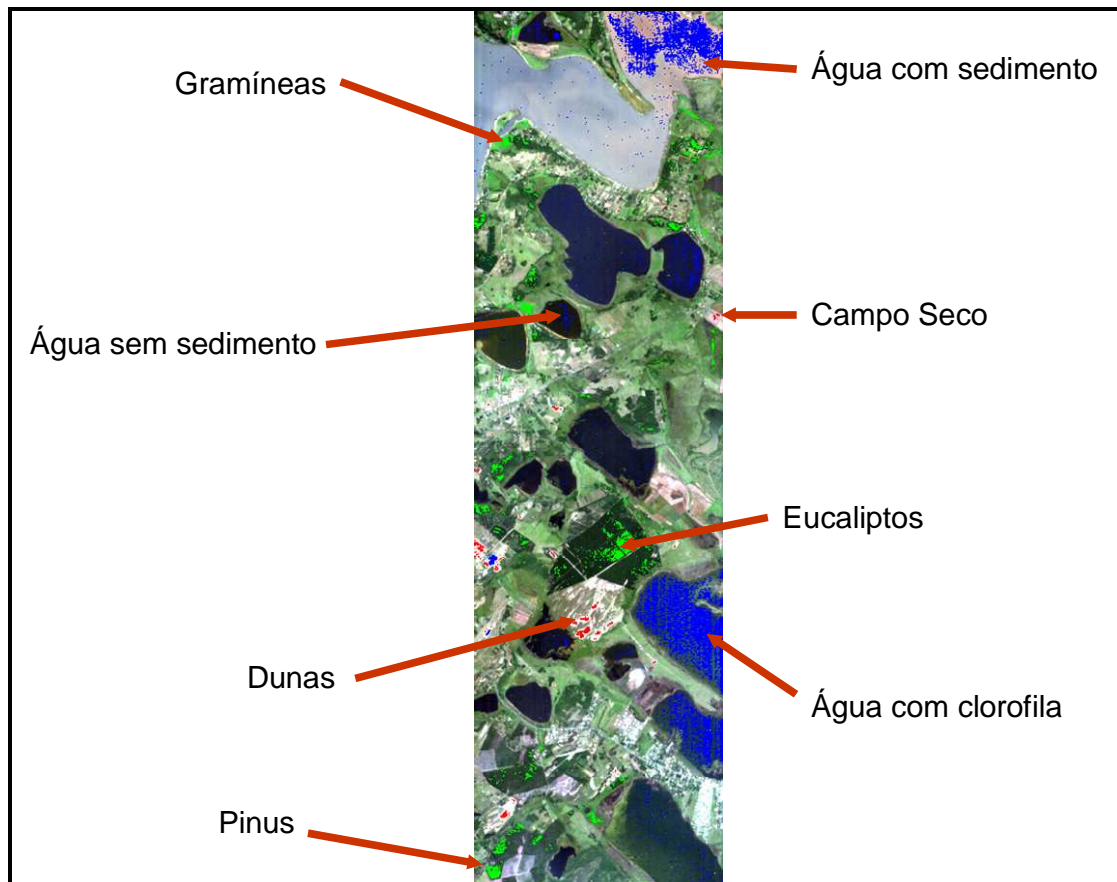 Água com sedimento
Gramíneas
Campo Seco
Água sem sedimento
Eucaliptos
Dunas
Água com clorofila
Pinus